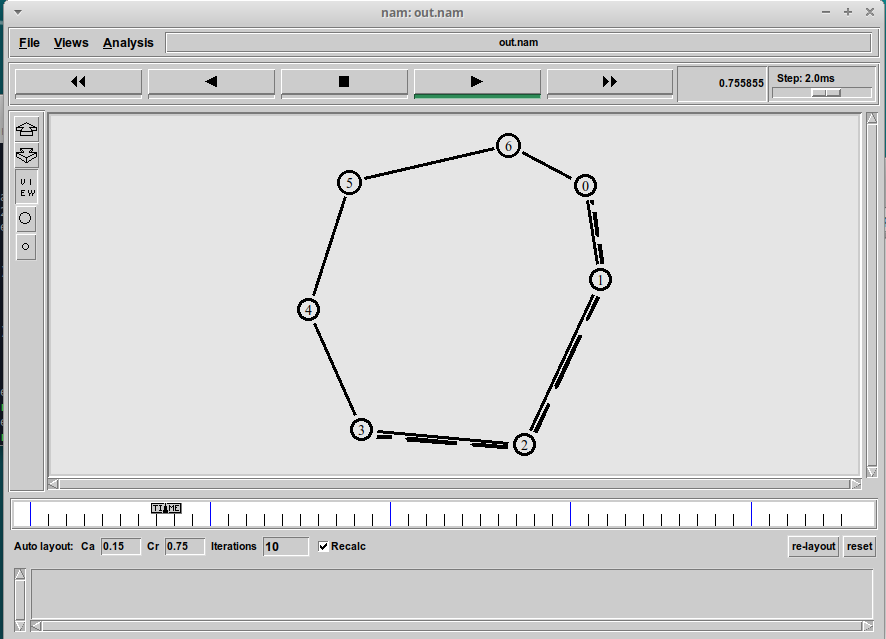 nam: out.nam
File Views Analysis out.nam
0.755855 Step: 2.0ms
V I
E W
6
5
0
1
4
3
2
TIME
Auto layout: Ca 0.15 Cr 0.75 Iterations 10 Recalc re-layout reset